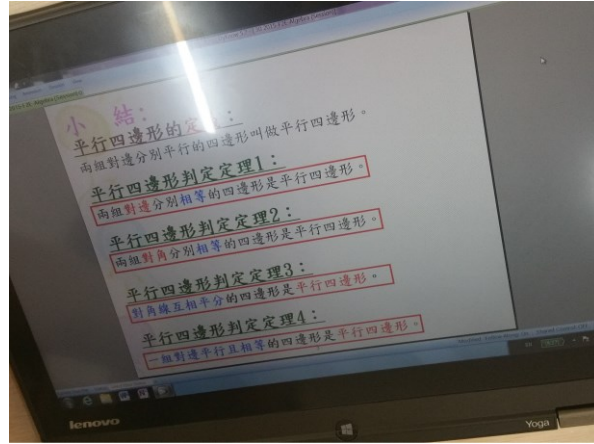 小 結：
平行四邊形的定：
兩組對邊分別平行的四邊形叫做平行四邊形。
平行四邊形判定定理1：
兩組對邊分別相等的四邊形是平行四邊形。
平行四邊形判定定理2：
兩組對角分別相等的四邊形是平行四邊形。
平行四邊形判定定理3：
對角線互相平分的四邊形是平行四邊形。
平行四邊形判定定理4：
一組對邊平行且相等的四邊形是平行四邊形。
lenovo
Yoga